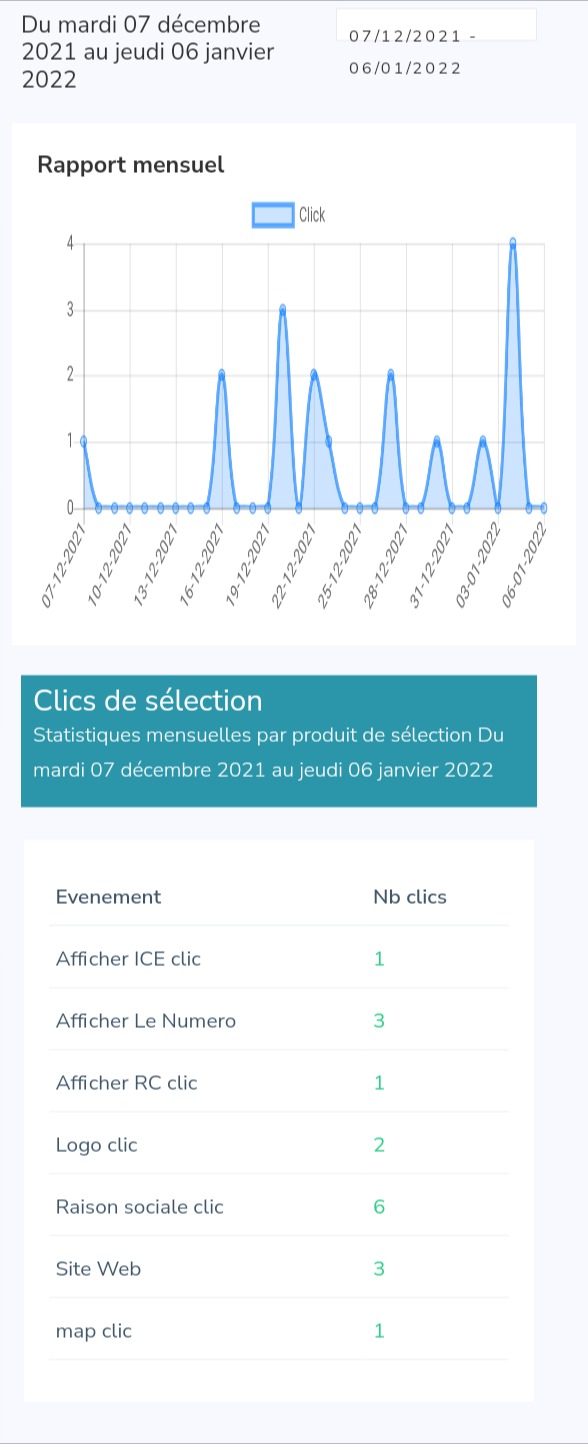 Du mardi 07 décembre
2021 au jeudi 06 janvier
2022
07/12/2021 -
06/01/2022
Rapport mensuel
Click
4
3
2
1
0
07-12-2021
10-12-2021
13-12-2021
16-12-2021
19-12-2021
22-12-2021
25-12-2021
28-12-2021
31-12-2021
03-01-2022
06-01-2022
Clics de sélection
Statistiques mensuelles par produit de sélection Du
mardi 07 décembre 2021 au jeudi 06 janvier 2022
Evenement Nb clics
Afficher ICE clic 1
Afficher Le Numero 3
Afficher RC clic 1
Logo clic 2
Raison sociale clic 6
Site Web 3
map clic 1